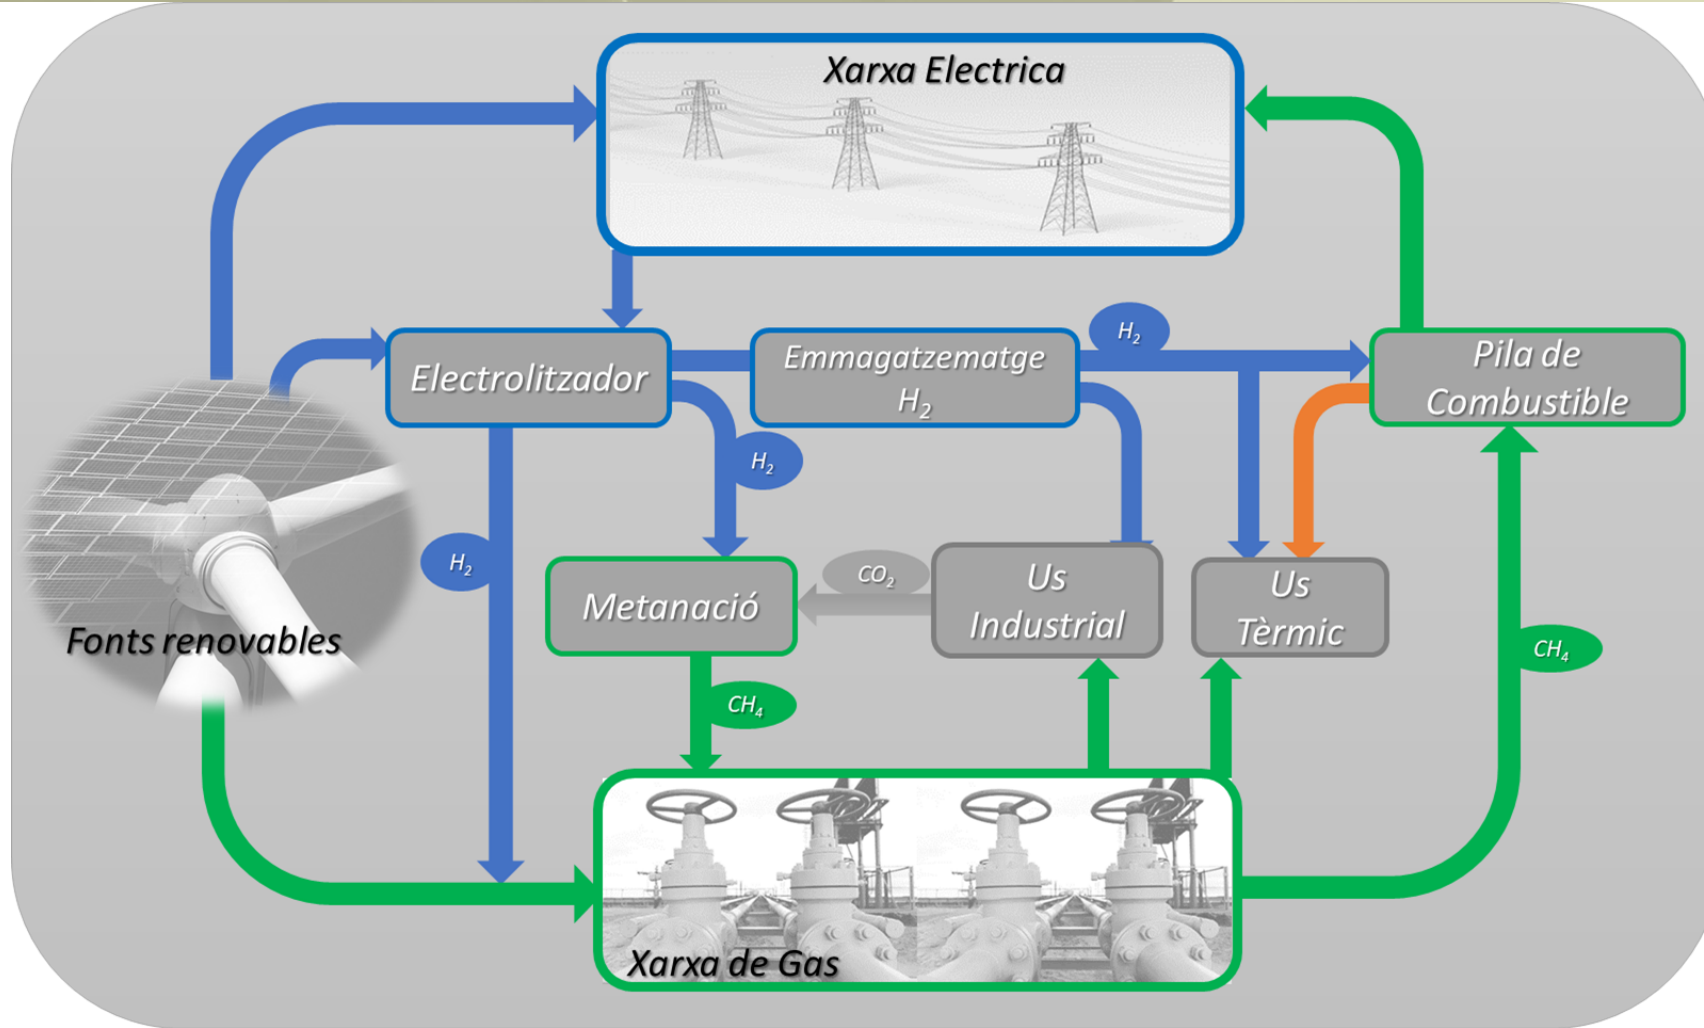 Xarxa Electrica
H₂
Electrolitzador
Emmagatzematge
H₂
Pila de
Combustible
H₂
H₂
CO₂
Metanació
Us
Industrial
Us
Tèrmic
Fonts renovables
CH₄
CH₄
Xarxa de Gas